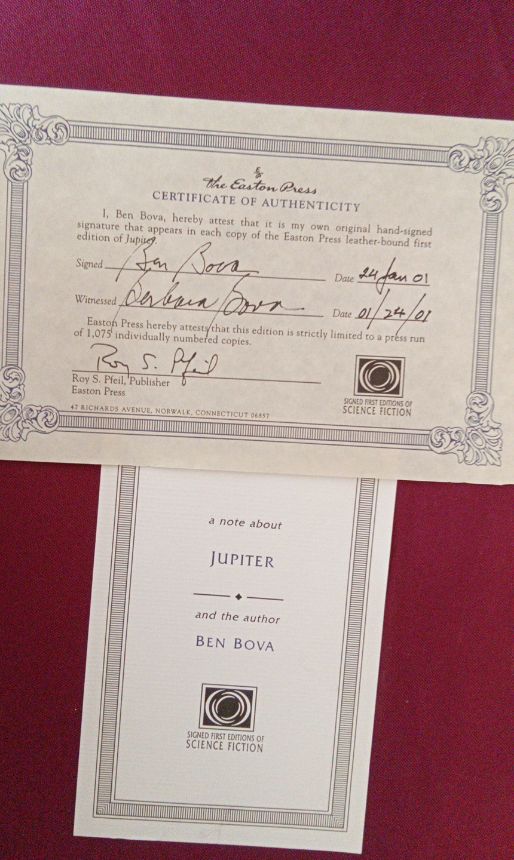 The Easton Press
CERTIFICATE OF AUTHENTICITY
I, Ben Bova, hereby attest that it is my own original hand-signed
signature that appears in each copy of the Easton Press leather-bound first
edition of Jupiter.
Signed Ben Bova Date 24 Jan 01
Witnessed Barbara Bova Date 01/24/01
Easton Press hereby attests that this edition is strictly limited to a press run
of 1,075 individually numbered copies.
Roy S. Pfeil
Roy S. Pfeil, Publisher
Easton Press
47 RICHARDS AVENUE, NORWALK, CONNECTICUT 06857
SIGNED FIRST EDITIONS OF
SCIENCE FICTION
a note about
JUPITER
and the author
BEN BOVA
SIGNED FIRST EDITIONS OF
SCIENCE FICTION